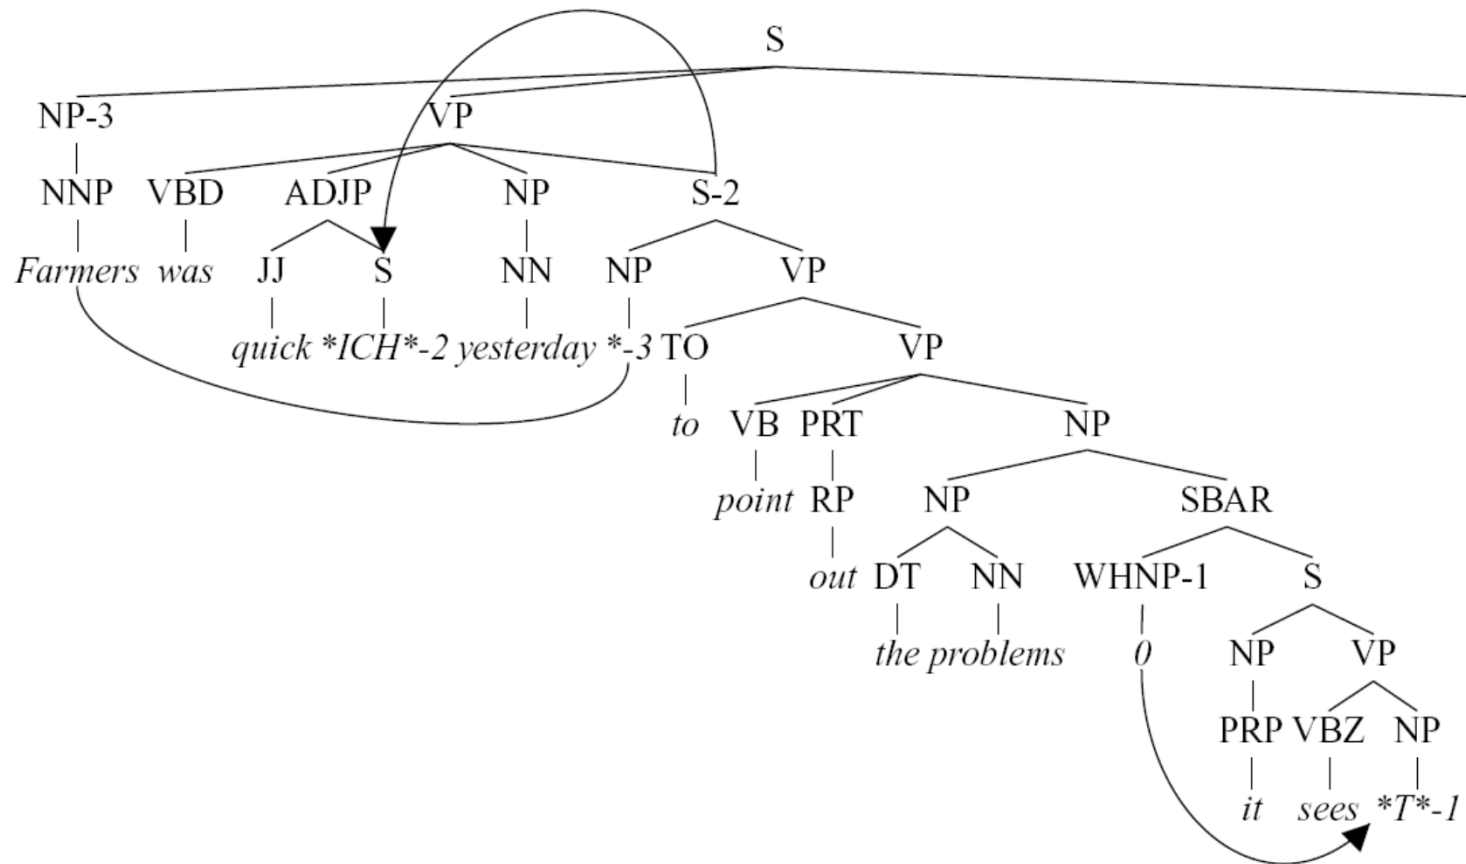 S
NP-3 VP
NNP VBD ADJP NP S-2
Farmers was JJ S NN NP VP
quick *ICH*-2 yesterday *-3 TO VP
to VB PRT NP
point RP NP SBAR
out DT NN WHNP-1 S
the problems 0 NP VP
PRP VBZ NP
it sees *T*-1